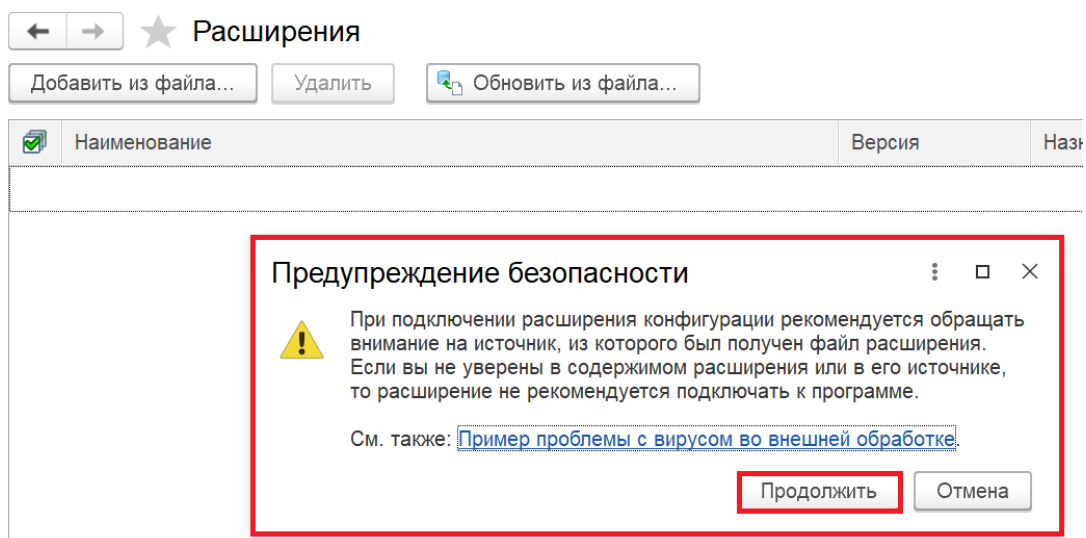 Расширения
Добавить из файла... Удалить Обновить из файла...
Наименование Версия
Предупреждение безопасности
При подключении расширения конфигурации рекомендуется обращать
внимание на источник, из которого был получен файл расширения.
Если вы не уверены в содержимом расширения или в его источнике,
то расширение не рекомендуется подключать к программе.
См. также: Пример проблемы с вирусом во внешней обработке.
Продолжить Отмена